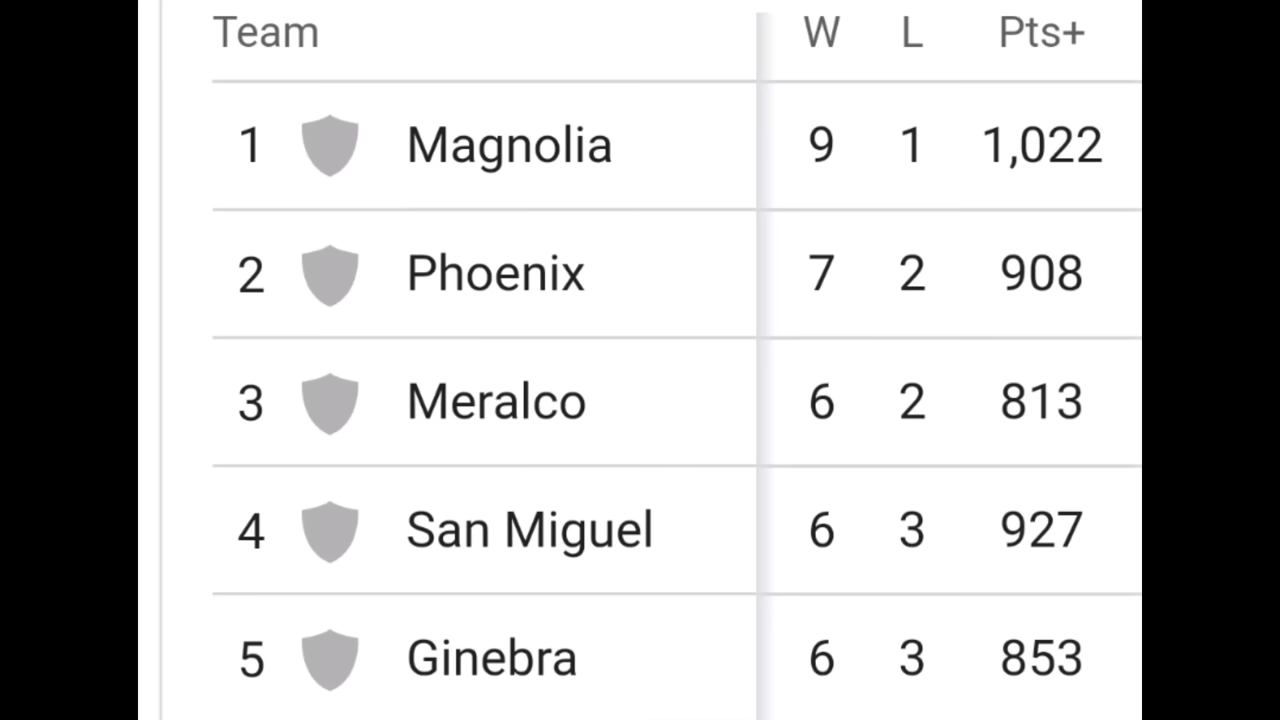 Team W L Pts+
1 Magnolia 9 1 1,022
2 Phoenix 7 2 908
3 Meralco 6 2 813
4 San Miguel 6 3 927
5 Ginebra 6 3 853